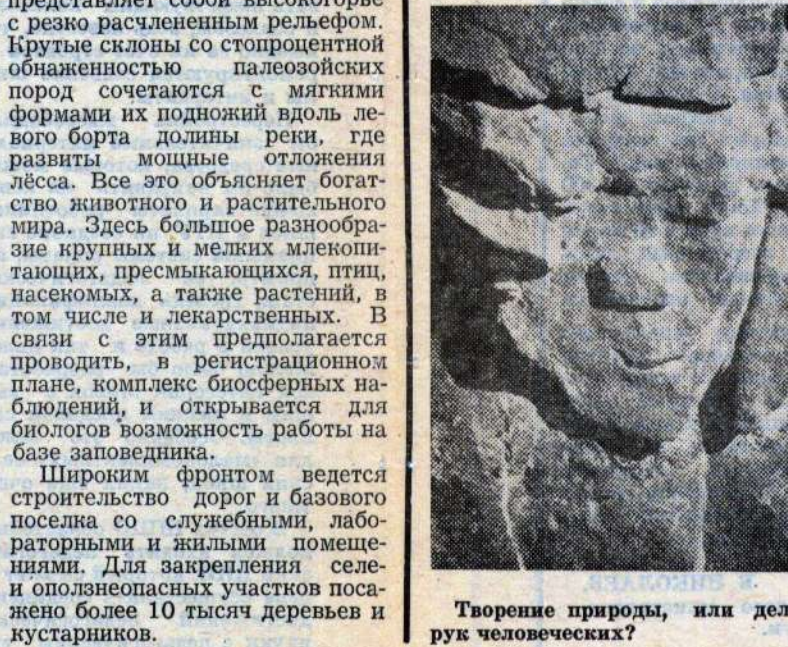 представляет собой высокогорье
с резко расчлененным рельефом.
Крутые склоны со стопроцентной
обнаженностью палеозойских
пород сочетаются с мягкими
формами их подножий вдоль ле-
вого борта долины реки, где
развиты мощные отложения
лёсса. Все это объясняет богат-
ство животного и растительного
мира. Здесь большое разнообра-
зие крупных и мелких млекопи-
тающих, пресмыкающихся, птиц,
насекомых, а также растений, в
том числе и лекарственных. В
связи с этим предполагается
проводить, в регистрационном
плане, комплекс биосферных на-
блюдений, и открывается для
биологов возможность работы на
базе заповедника.
Широким фронтом ведется
строительство дорог и базового
поселка со служебными, лабо-
раторными и жилыми помеще-
ниями. Для закрепления селе-
и оползнеопасных участков поса-
жено более 10 тысяч деревьев и
кустарников.
Творение природы, или дел
рук человеческих?